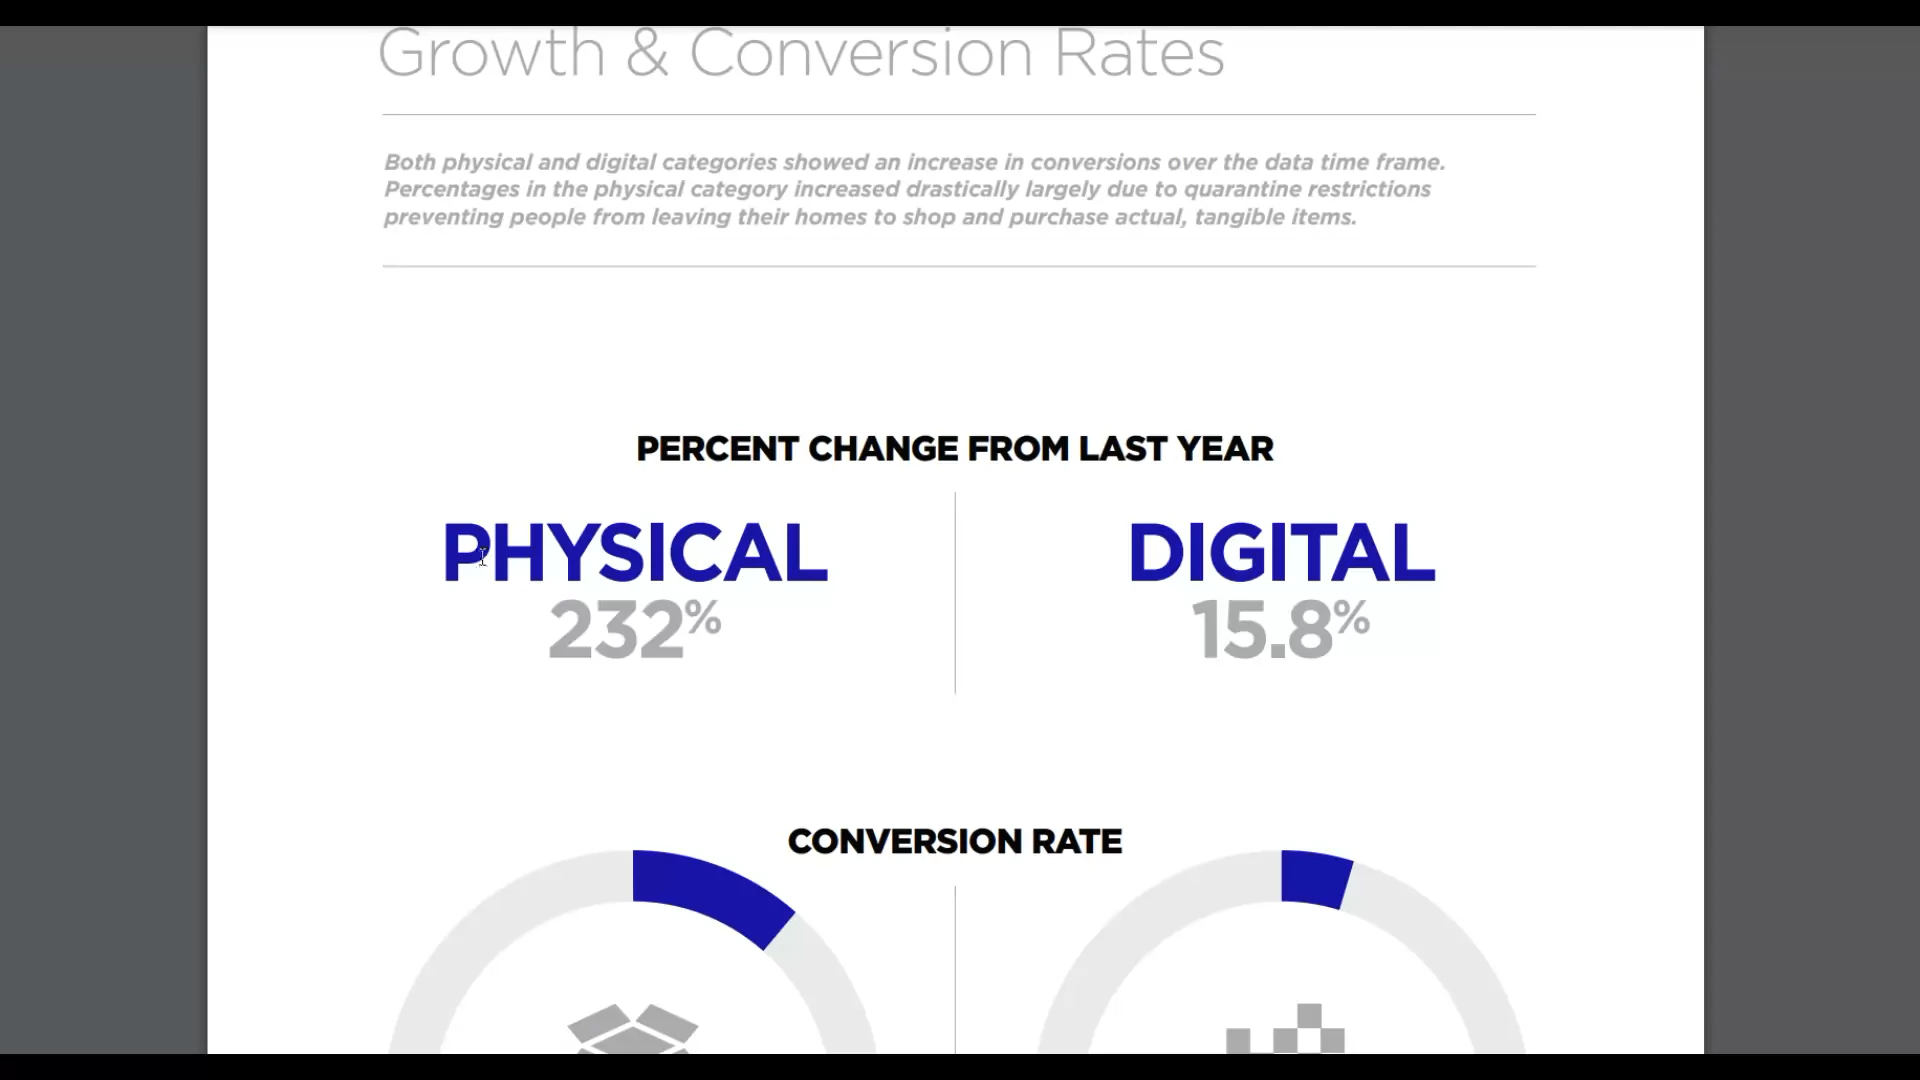 Growth & Conversion Rates
Both physical and digital categories showed an increase in conversions over the data time frame.
Percentages in the physical category increased drastically largely due to quarantine restrictions
preventing people from leaving their homes to shop and purchase actual, tangible items.
PERCENT CHANGE FROM LAST YEAR
PHYSICAL
232%
DIGITAL
15.8%
CONVERSION RATE